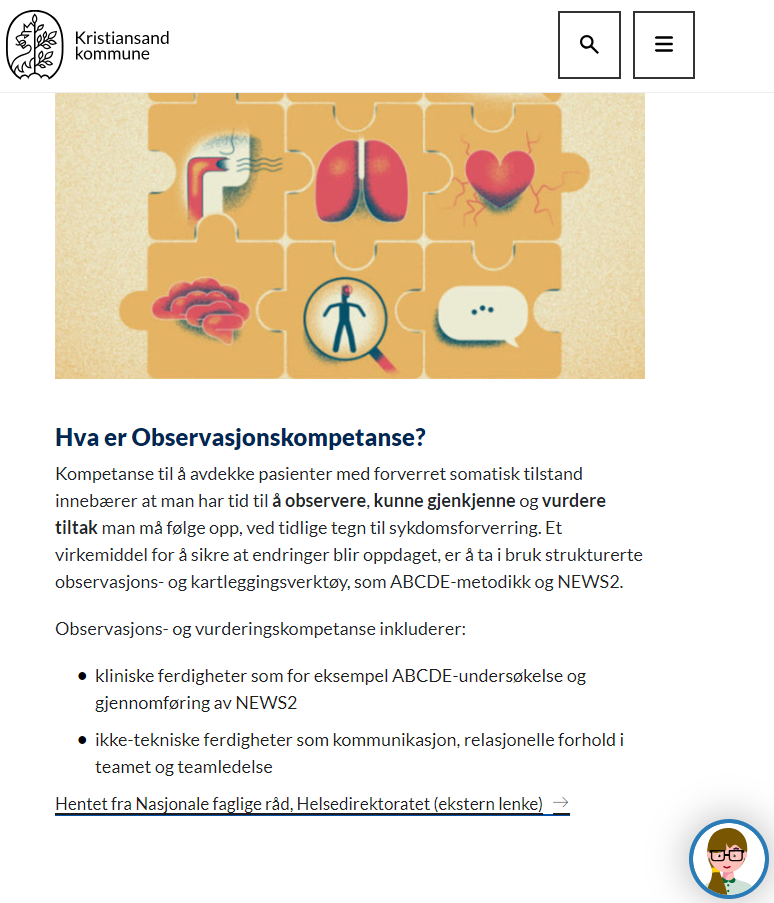 Kristiansand
kommune
Hva er Observasjonskompetanse?
Kompetanse til å avdekke pasienter med forverret somatisk tilstand
innebærer at man har tid til å observere, kunne gjenkjenne og vurdere
tiltak man må følge opp, ved tidlige tegn til sykdomsforverring. Et
virkemiddel for å sikre at endringer blir oppdaget, er å ta i bruk strukturerte
observasjons- og kartleggingsverktøy, som ABCDE-metodikk og NEWS2.
Observasjons- og vurderingskompetanse inkluderer:
● kliniske ferdigheter som for eksempel ABCDE-undersøkelse og
gjennomføring av NEWS2
● ikke-tekniske ferdigheter som kommunikasjon, relasjonelle forhold i
teamet og teamledelse
Hentet fra Nasjonale faglige råd, Helsedirektoratet (ekstern lenke) →